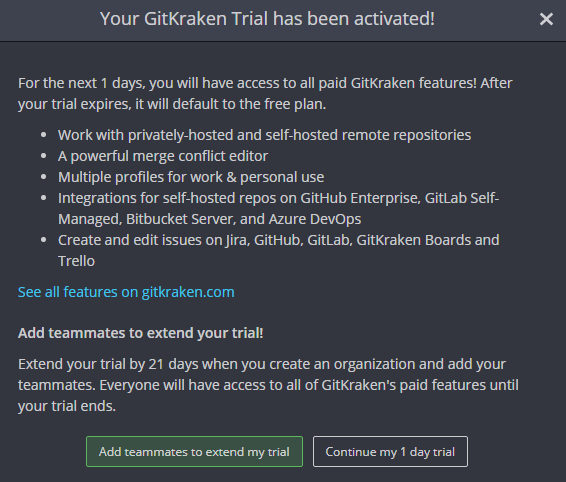 Your GitKraken Trial has been activated!
For the next 1 days, you will have access to all paid GitKraken features! After
your trial expires, it will default to the free plan.
• Work with privately-hosted and self-hosted remote repositories
• A powerful merge conflict editor
• Multiple profiles for work & personal use
• Integrations for self-hosted repos on GitHub Enterprise, GitLab Self-
Managed, Bitbucket Server, and Azure DevOps
• Create and edit issues on Jira, GitHub, GitLab, GitKraken Boards and
Trello
See all features on gitkraken.com
Add teammates to extend your trial!
Extend your trial by 21 days when you create an organization and add your
teammates. Everyone will have access to all of GitKraken's paid features until
your trial ends.
Add teammates to extend my trial
Continue my 1 day trial